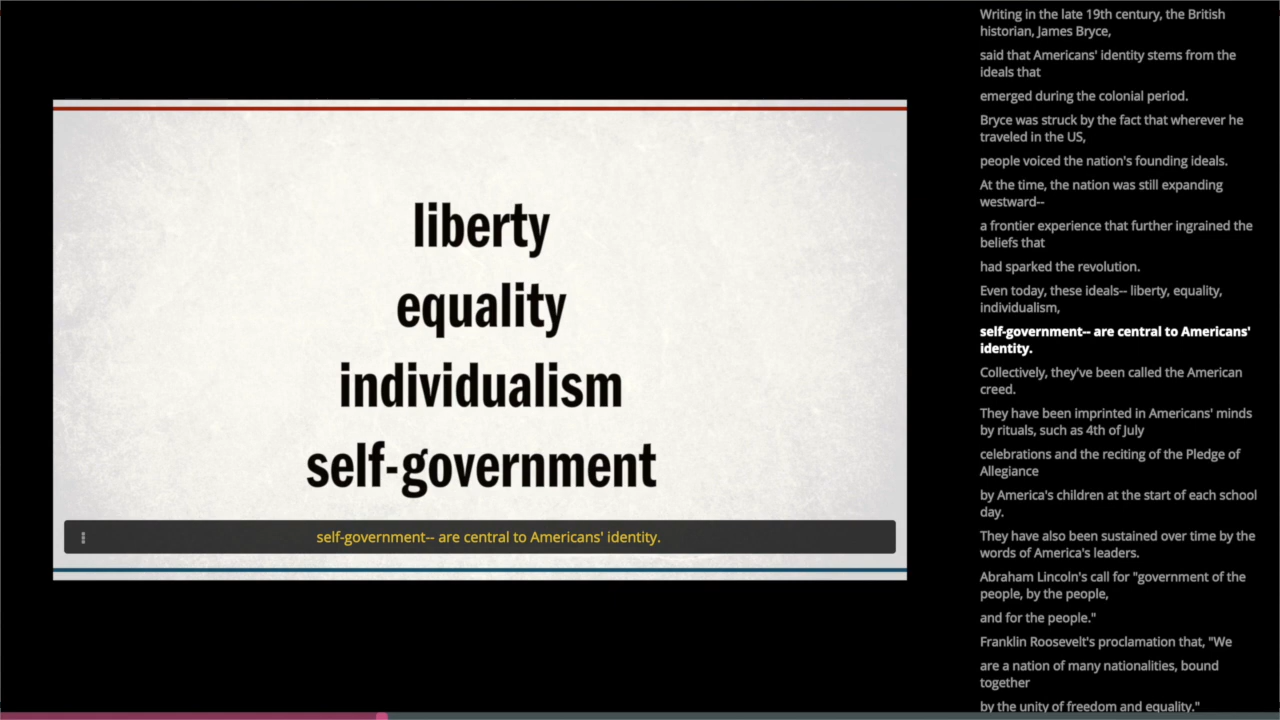 liberty
equality
individualism
self-government
self-government-- are central to Americans' identity.
Writing in the late 19th century, the British
historian, James Bryce,
said that Americans' identity stems from the
ideals that
emerged during the colonial period.
Bryce was struck by the fact that wherever he
traveled in the US,
people voiced the nation's founding ideals.
At the time, the nation was still expanding
westward--
a frontier experience that further ingrained the
beliefs that
had sparked the revolution.
Even today, these ideals-- liberty, equality,
individualism,
self-government-- are central to Americans'
identity.
Collectively, they've been called the American
creed.
They have been imprinted in Americans' minds
by rituals, such as 4th of July
celebrations and the reciting of the Pledge of
Allegiance
by America's children at the start of each school
day.
They have also been sustained over time by the
words of America's leaders.
Abraham Lincoln's call for "government of the
people, by the people,
and for the people."
Franklin Roosevelt's proclamation that, "We
are a nation of many nationalities, bound
together
by the unity of freedom and equality."